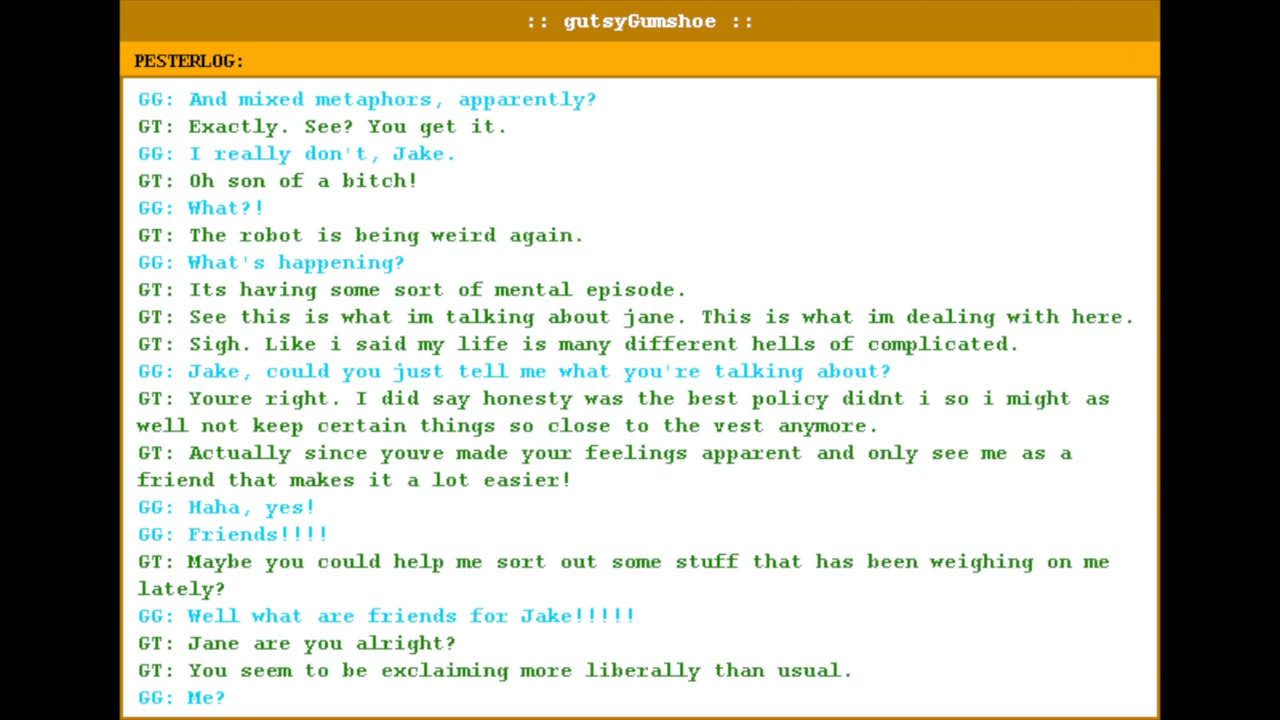 :: gutsyGumshoe ::
PESTERLOG:
GG: And mixed metaphors, apparently?
GT: Exactly. See? You get it.
GG: I really don't, Jake.
GT: Oh son of a bitch!
GG: What?!
GT: The robot is being weird again.
GG: What's happening?
GT: Its having some sort of mental episode.
GT: See this is what im talking about jane. This is what im dealing with here.
GT: Sigh. Like i said my life is many different hells of complicated.
GG: Jake, could you just tell me what you're talking about?
GT: Youre right. I did say honesty was the best policy didnt i so i might as
well not keep certain things so close to the vest anymore.
GT: Actually since youve made your feelings apparent and only see me as a
friend that makes it a lot easier!
GG: Haha, yes!
GG: Friends!!!!
GT: Maybe you could help me sort out some stuff that has been weighing on me
lately?
GG: Well what are friends for Jake!!!!!
GT: Jane are you alright?
GT: You seem to be exclaiming more liberally than usual.
GG: Me?